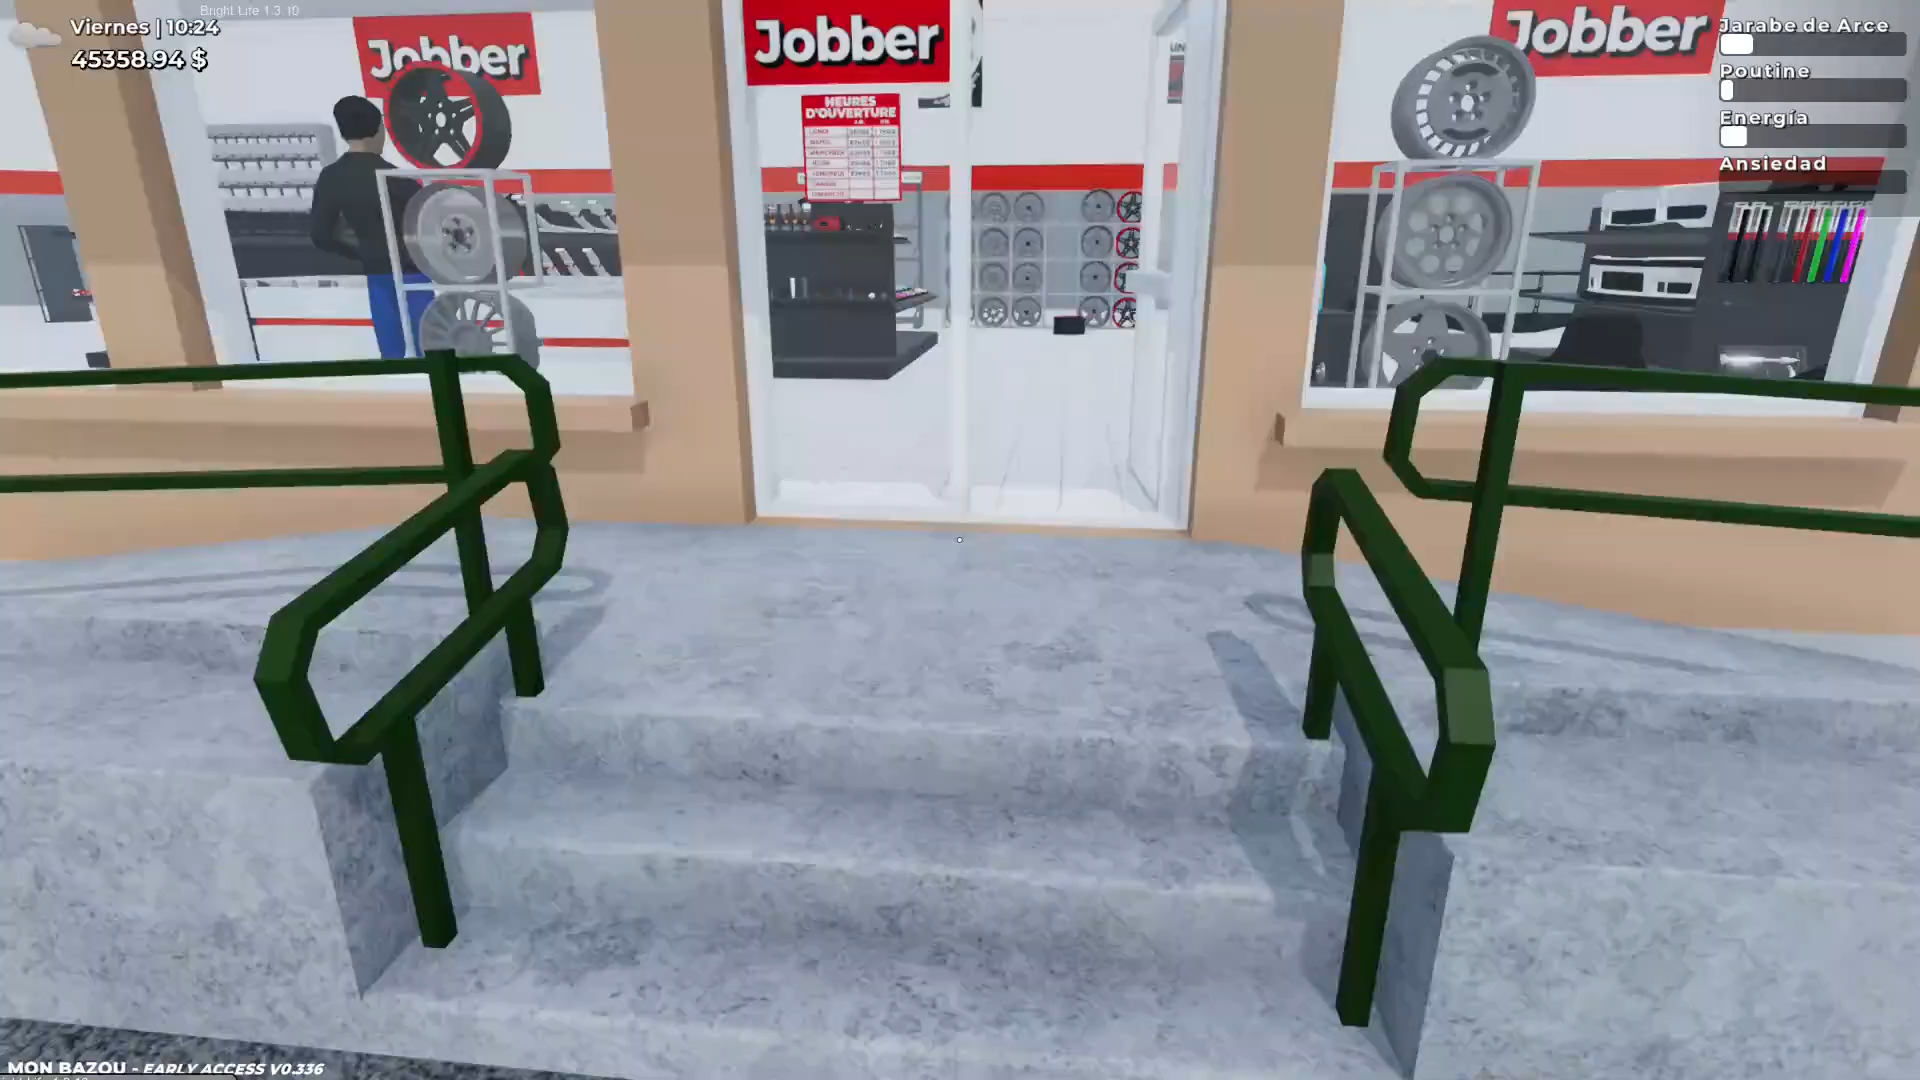 Bright Life 1.3.10
Viernes | 10:24
45358.94 $
Jobber
Jobber
Jobber
HEURES
D'OUVERTURE
Jarabe de Arce
Poutine
Energía
Ansiedad
MON BAZOU - EARLY ACCESS V0.336